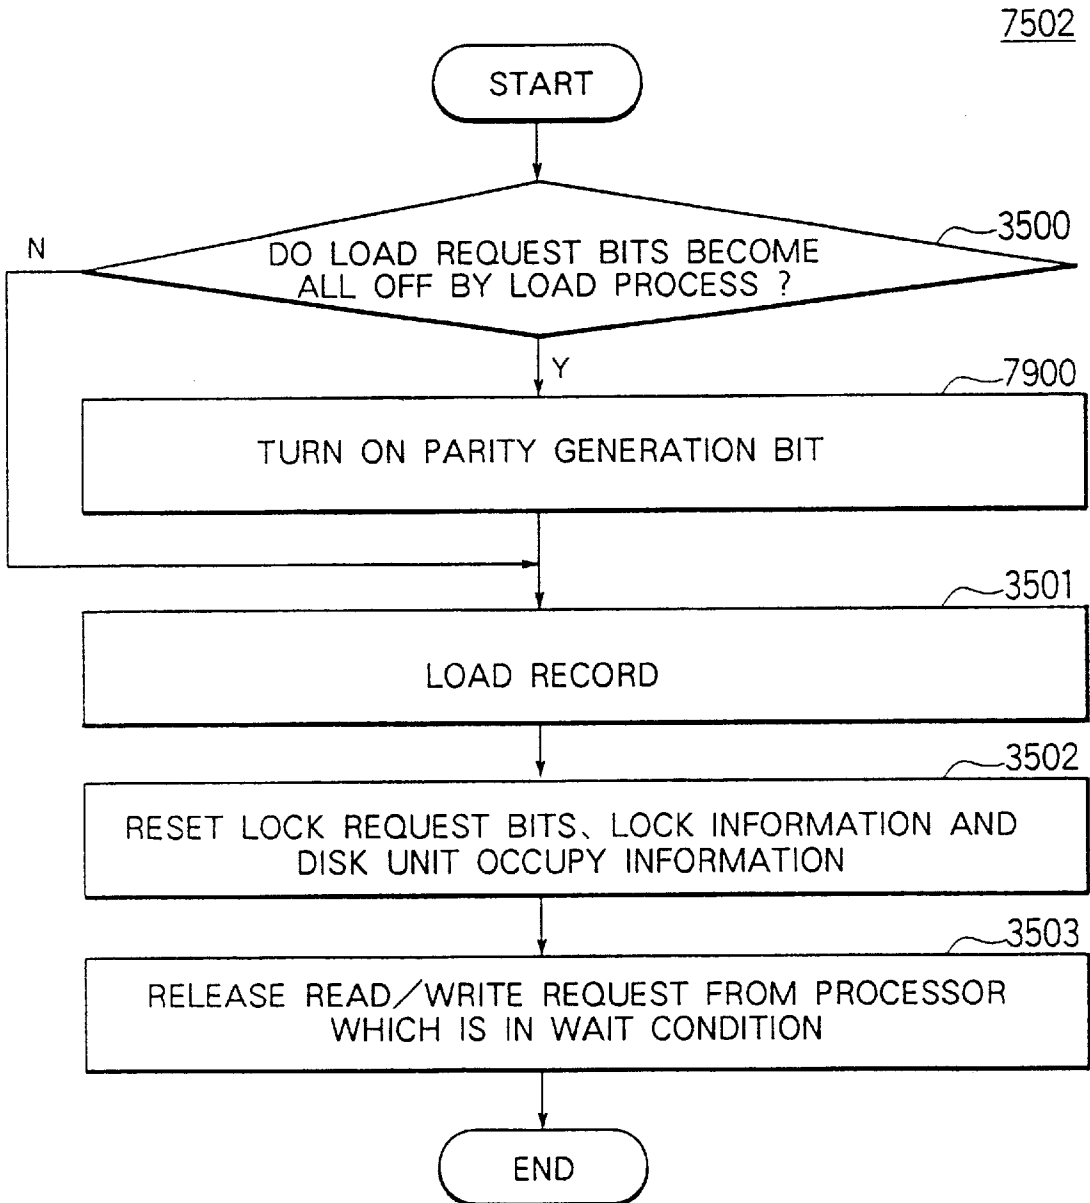 7502
START
3500
N
DO LOAD REQUEST BITS BECOME
ALL OFF BY LOAD PROCESS ?
Y
7900
TURN ON PARITY GENERATION BIT
3501
LOAD RECORD
3502
RESET LOCK REQUEST BITS、LOCK INFORMATION AND
DISK UNIT OCCUPY INFORMATION
3503
RELEASE READ/WRITE REQUEST FROM PROCESSOR
WHICH IS IN WAIT CONDITION
END